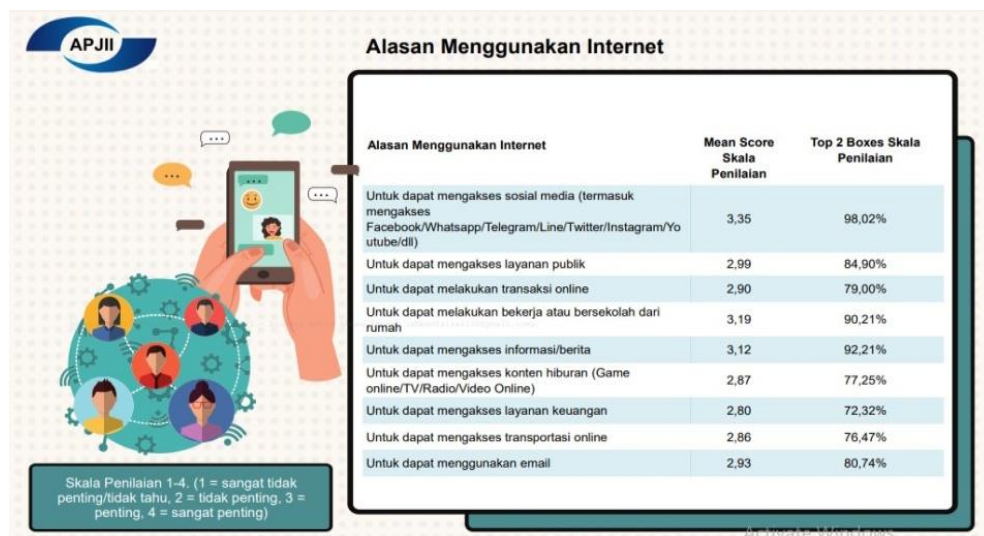 APJII
Alasan Menggunakan Internet
Alasan Menggunakan Internet
Mean Score
Skala
Penilaian
Top 2 Boxes Skala
Penilaian
Untuk dapat mengakses sosial media (termasuk
mengakses
Facebook/Whatsapp/Telegram/Line/Twitter/Instagram/Yo
utube/dll)
3,35
98,02%
Untuk dapat mengakses layanan publik
2,99
84,90%
Untuk dapat melakukan transaksi online
2,90
79,00%
Untuk dapat melakukan bekerja atau bersekolah dari
rumah
3,19
90,21%
Untuk dapat mengakses informasi/berita
3,12
92,21%
Untuk dapat mengakses konten hiburan (Game
online/TV/Radio/Video Online)
2,87
77,25%
Untuk dapat mengakses layanan keuangan
2,80
72,32%
Untuk dapat mengakses transportasi online
2,86
76,47%
Untuk dapat menggunakan email
2,93
80,74%
Skala Penilaian 1-4. (1 = sangat tidak
penting/tidak tahu, 2 = tidak penting, 3 =
penting, 4 = sangat penting)
Activate Windows